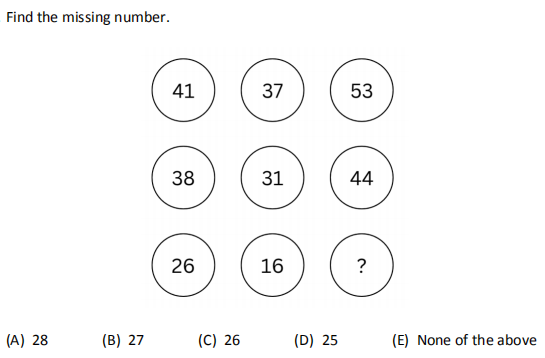 Find the missing number.
41 37 53
38 31 44
26 16 ?
(A) 28 (B) 27 (C) 26 (D) 25 (E) None of the above